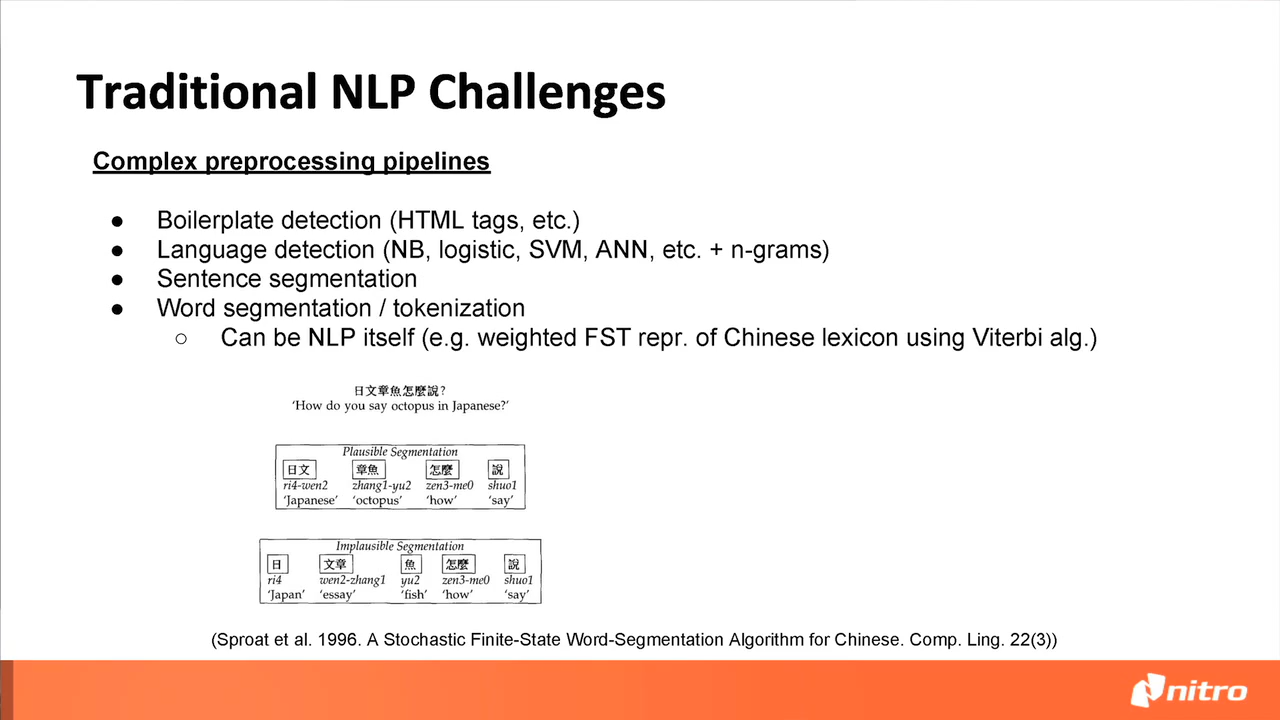 Traditional NLP Challenges
Complex preprocessing pipelines
● Boilerplate detection (HTML tags, etc.)
● Language detection (NB, logistic, SVM, ANN, etc. + n-grams)
● Sentence segmentation
● Word segmentation / tokenization
○ Can be NLP itself (e.g. weighted FST repr. of Chinese lexicon using Viterbi alg.)
日文章魚怎麼說?
‘How do you say octopus in Japanese?’
Plausible Segmentation
日文 章魚 怎麼 說
ri4-wen2 zhang1-yu2 zen3-me0 shuo1
‘Japanese’ ‘octopus’ ‘how’ ‘say’
Implausible Segmentation
日 文章 魚 怎麼 說
ri4 wen2-zhang1 yu2 zen3-me0 shuo1
‘Japan’ ‘essay’ ‘fish’ ‘how’ ‘say’
(Sproat et al. 1996. A Stochastic Finite-State Word-Segmentation Algorithm for Chinese. Comp. Ling. 22(3))
nitro